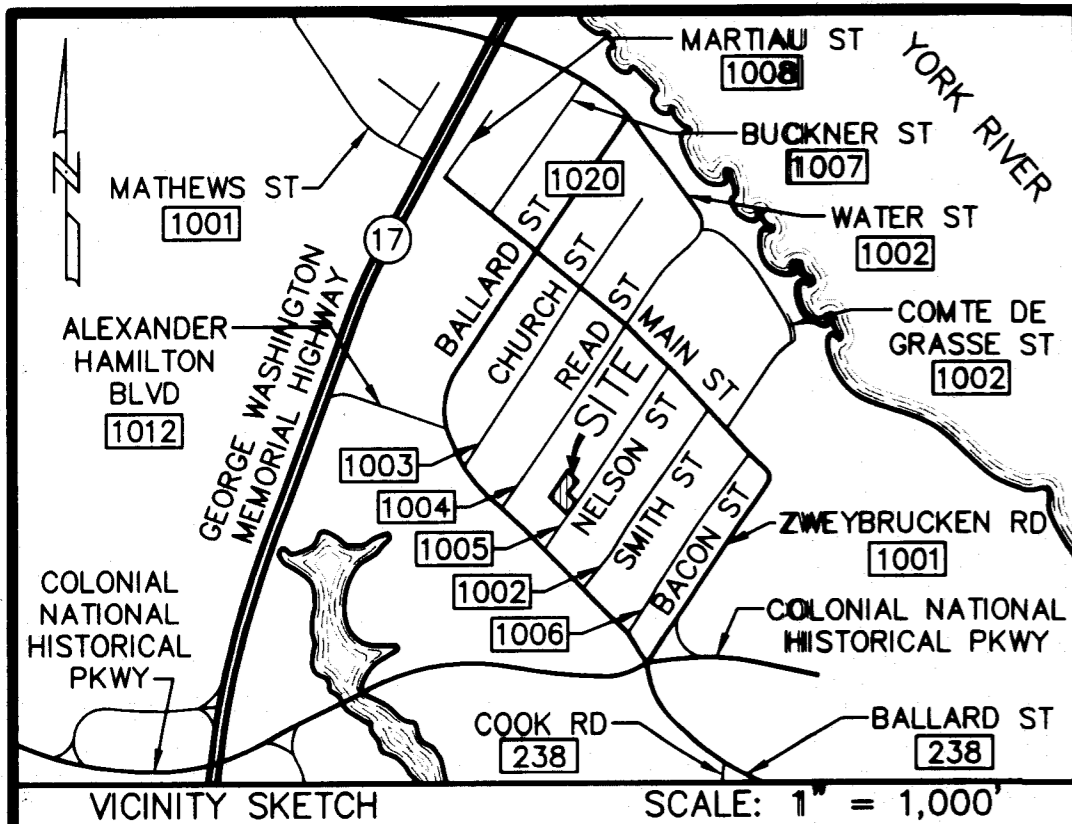 MARTIAU ST
1008
YORK RIVER
BUCKNER ST
1007
N
MATHEWS ST
1001
1020
17
WATER ST
1002
BALLARD ST
CHURCH ST
READ ST
MAIN ST
SITE
NELSON ST
SMITH ST
BACON ST
COMTE DE
GRASSE ST
1002
ALEXANDER
HAMILTON
BLVD
1012
GEORGE WASHINGTON
MEMORIAL HIGHWAY
1003
1004
1005
1002
1006
ZWEYBRUCKEN RD
1001
COLONIAL
NATIONAL
HISTORICAL
PKWY
COLONIAL NATIONAL
HISTORICAL PKWY
COOK RD
238
BALLARD ST
238
VICINITY SKETCH
SCALE: 1" = 1,000'